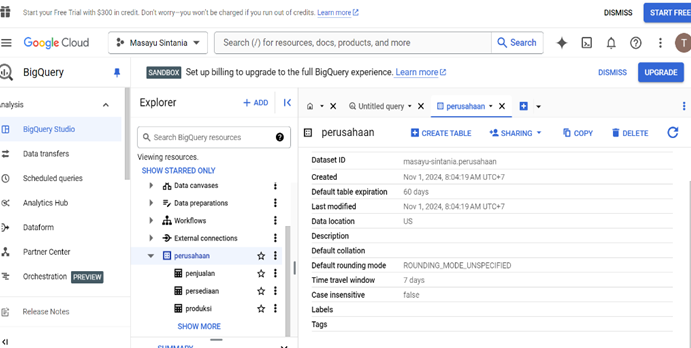 Start your Free Trial with $300 in credit. Don't worry—you won't be charged if you run out of credits. Learn more
DISMISS
START FREE
Google Cloud
Masayu Sintania
Search (/) for resources, docs, products, and more
Search
T
BigQuery
SANDBOX Set up billing to upgrade to the full BigQuery experience. Learn more
DISMISS
UPGRADE
nalysis
BigQuery Studio
Data transfers
Scheduled queries
Analytics Hub
Dataform
Partner Center
Orchestration PREVIEW
Release Notes
Explorer
+ ADD
Search BigQuery resources
Viewing resources.
SHOW STARRED ONLY
Data canvases
Data preparations
Workflows
External connections
perusahaan
penjualan
persediaan
produksi
SHOW MORE
SUMMARY
Untitled query
perusahaan
perusahaan
CREATE TABLE
SHARING
COPY
DELETE
Dataset ID masayu-sintania.perusahaan
Created Nov 1, 2024, 8:04:19 AM UTC+7
Default table expiration 60 days
Last modified Nov 1, 2024, 8:04:19 AM UTC+7
Data location US
Description
Default collation
Default rounding mode ROUNDING_MODE_UNSPECIFIED
Time travel window 7 days
Case insensitive false
Labels
Tags